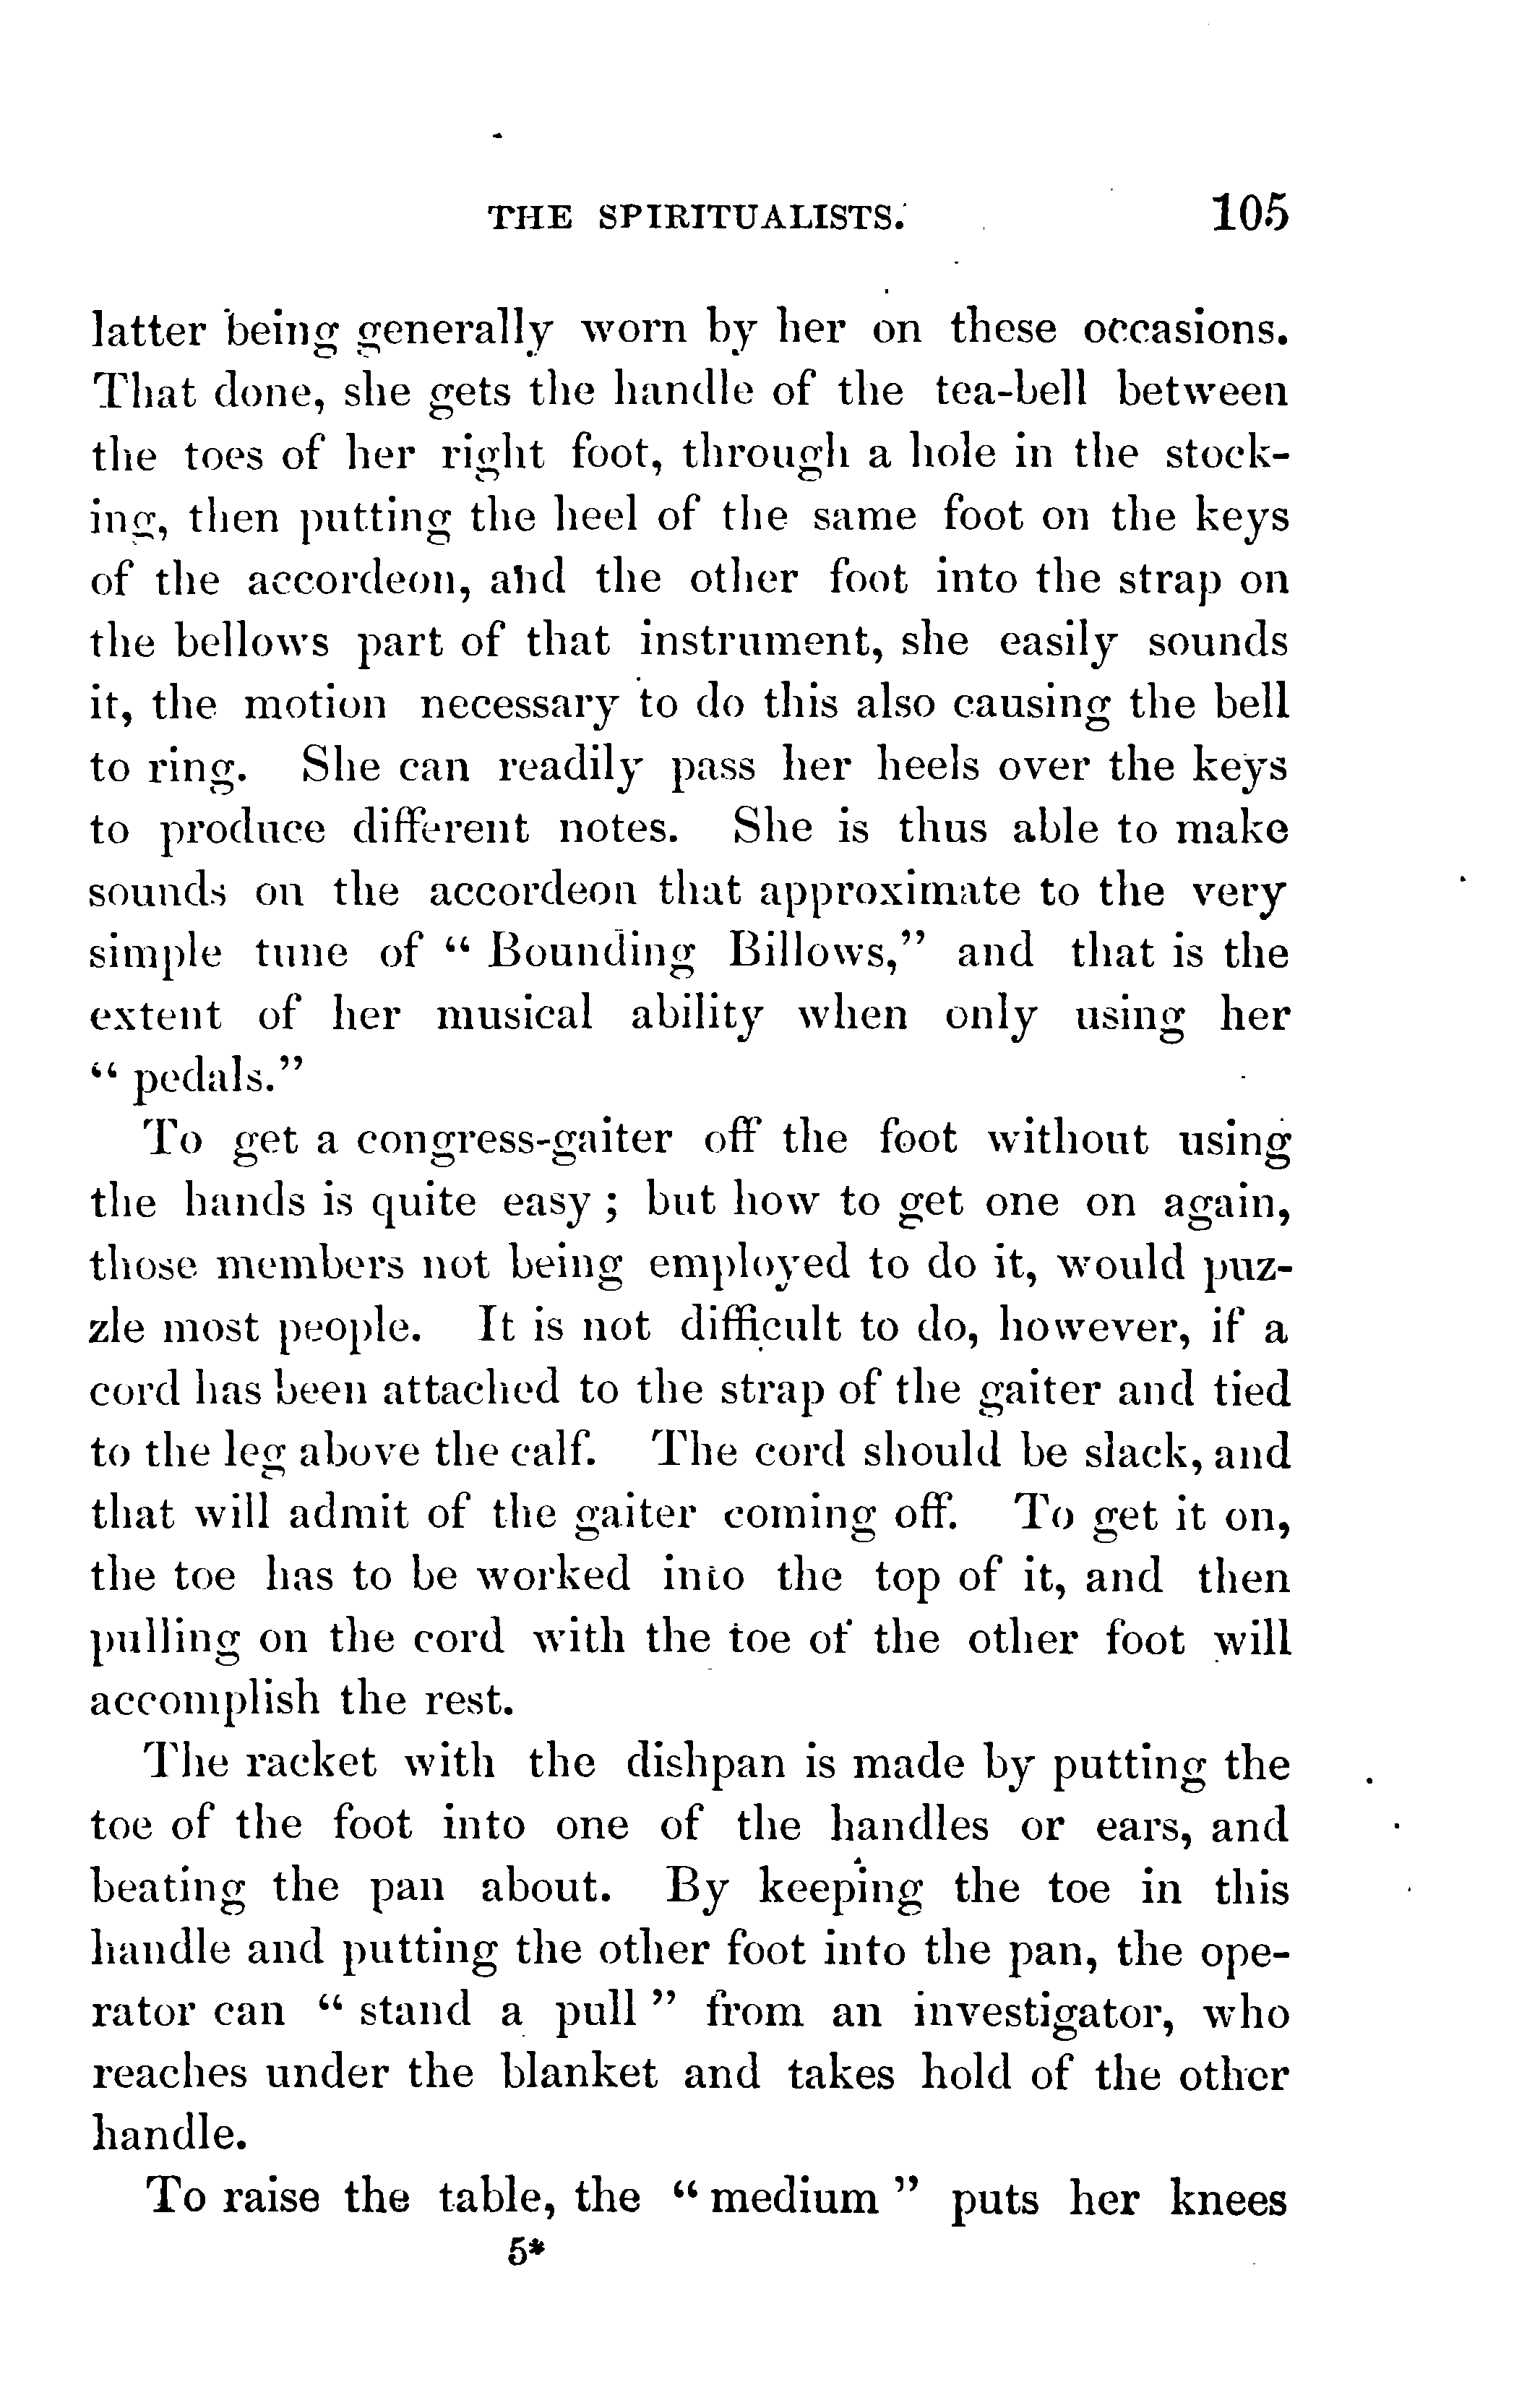 THE SPIRITUALISTS. 105
latter being generally worn by her on these occasions.
That done, she gets the handle of the tea-bell between
the toes of her right foot, through a hole in the stock-
ing, then putting the heel of the same foot on the keys
of the accordeon, and the other foot into the strap on
the bellows part of that instrument, she easily sounds
it, the motion necessary to do this also causing the bell
to ring. She can readily pass her heels over the keys
to produce different notes. She is thus able to make
sounds on the accordeon that approximate to the very
simple tune of “ Bounding Billows,” and that is the
extent of her musical ability when only using her
“ pedals.”
To get a congress-gaiter off the foot without using
the hands is quite easy ; but how to get one on again,
those members not being employed to do it, would puz-
zle most people. It is not difficult to do, however, if a
cord has been attached to the strap of the gaiter and tied
to the leg above the calf. The cord should be slack, and
that will admit of the gaiter coming off. To get it on,
the toe has to be worked into the top of it, and then
pulling on the cord with the toe of the other foot will
accomplish the rest.
The racket with the dishpan is made by putting the
toe of the foot into one of the handles or ears, and
beating the pan about. By keeping the toe in this
handle and putting the other foot into the pan, the ope-
rator can “ stand a pull ” from an investigator, who
reaches under the blanket and takes hold of the other
handle.
To raise the table, the “ medium ” puts her knees
5*